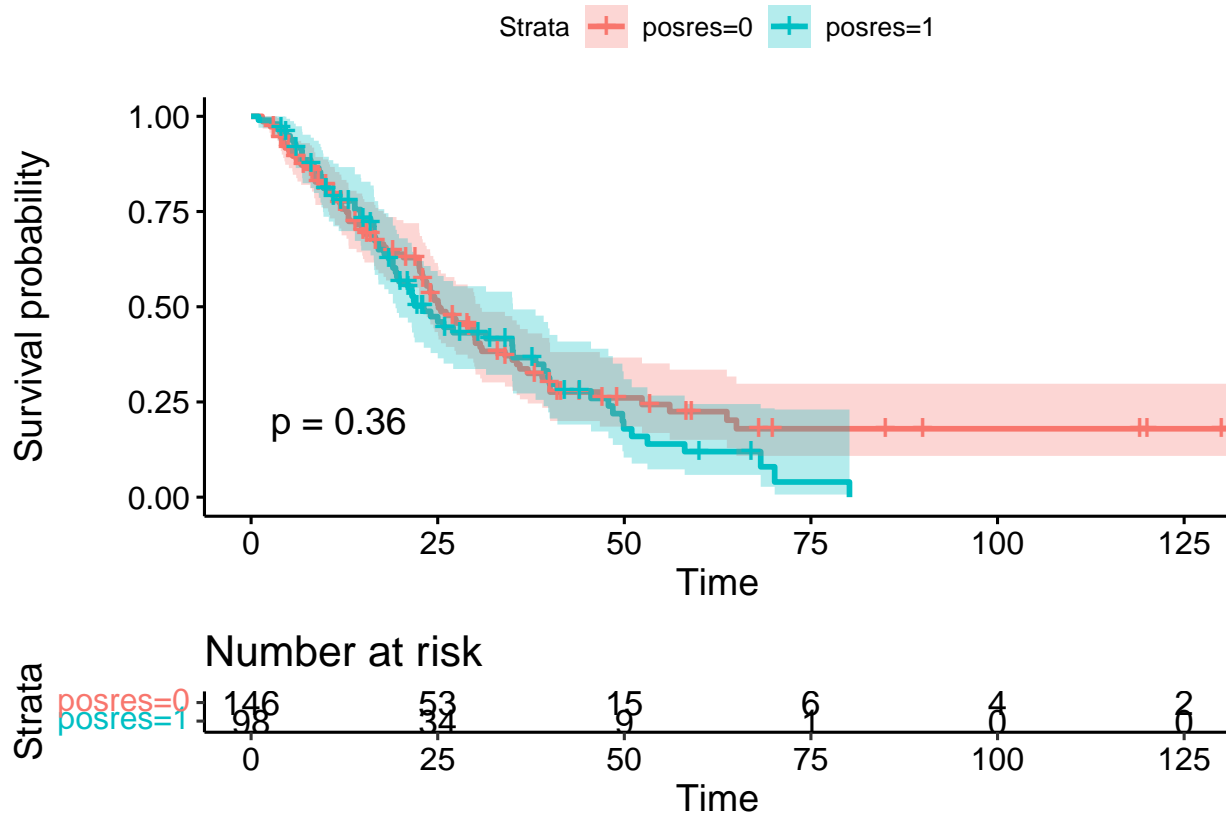 Strata posres=0 posres=1
Survival probability
1.00
0.75
0.50
0.25
0.00
p = 0.36
0 25 50 75 100 125
Time
Number at risk
Strata
posres=0 146 53 15 6 4 2
posres=1 98 34 9 1 0 0
0 25 50 75 100 125
Time